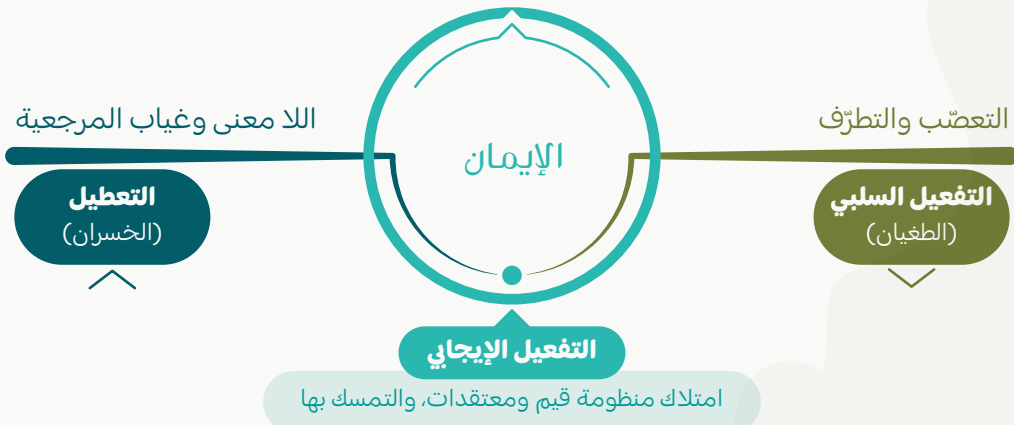 التعصّب والتطرّف
التفعيل السلبي
(الطغيان)
الإيمان
اللا معنى وغياب المرجعية
التعطيل
(الخسران)
التفعيل الإيجابي
امتلاك منظومة قيم ومعتقدات، والتمسك بها